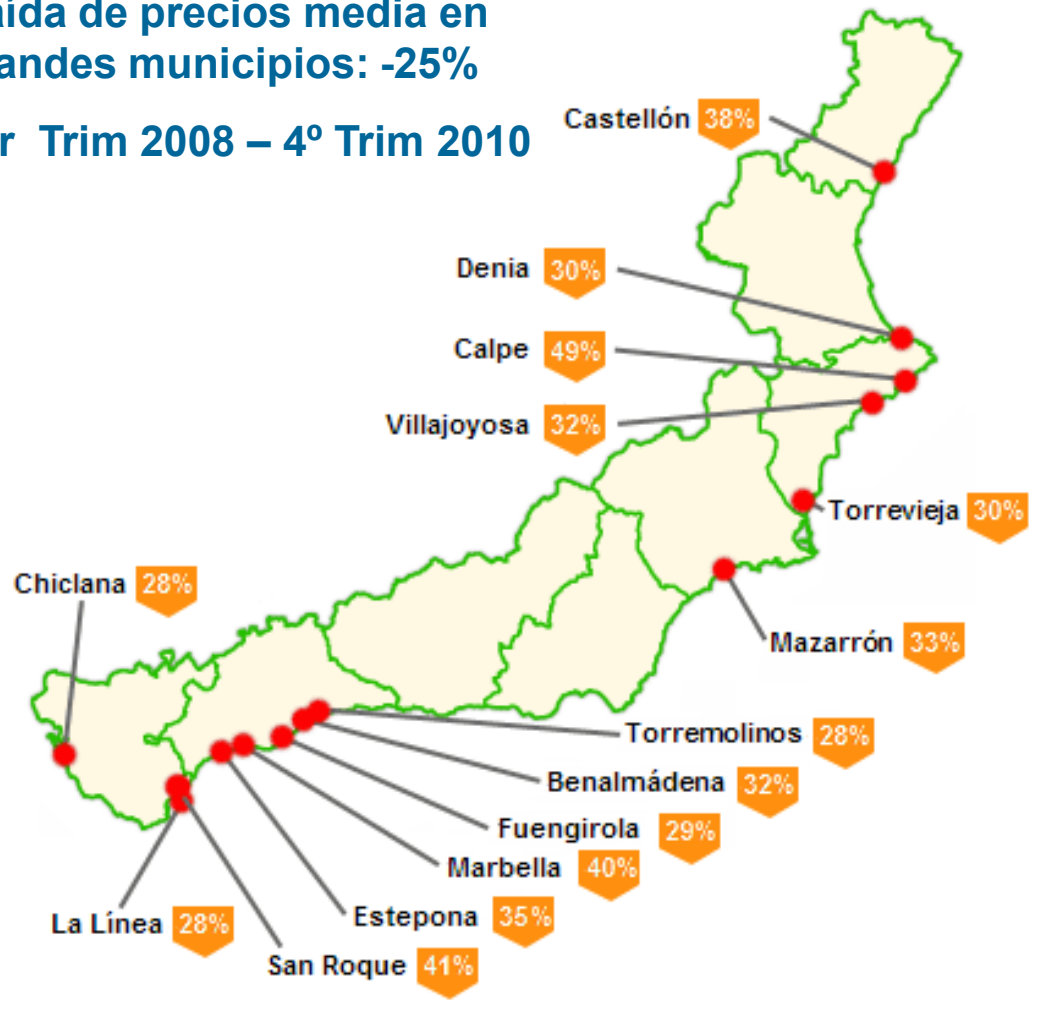 aída de precios media en
andes municipios: -25%
r Trim 2008 – 4º Trim 2010
Castellón 38%
Denia 30%
Calpe 49%
Villajoyosa 32%
Torrevieja 30%
Chiclana 28%
Mazarrón 33%
Torremolinos 28%
Benalmádena 32%
Fuengirola 29%
Marbella 40%
Estepona 35%
La Línea 28%
San Roque 41%